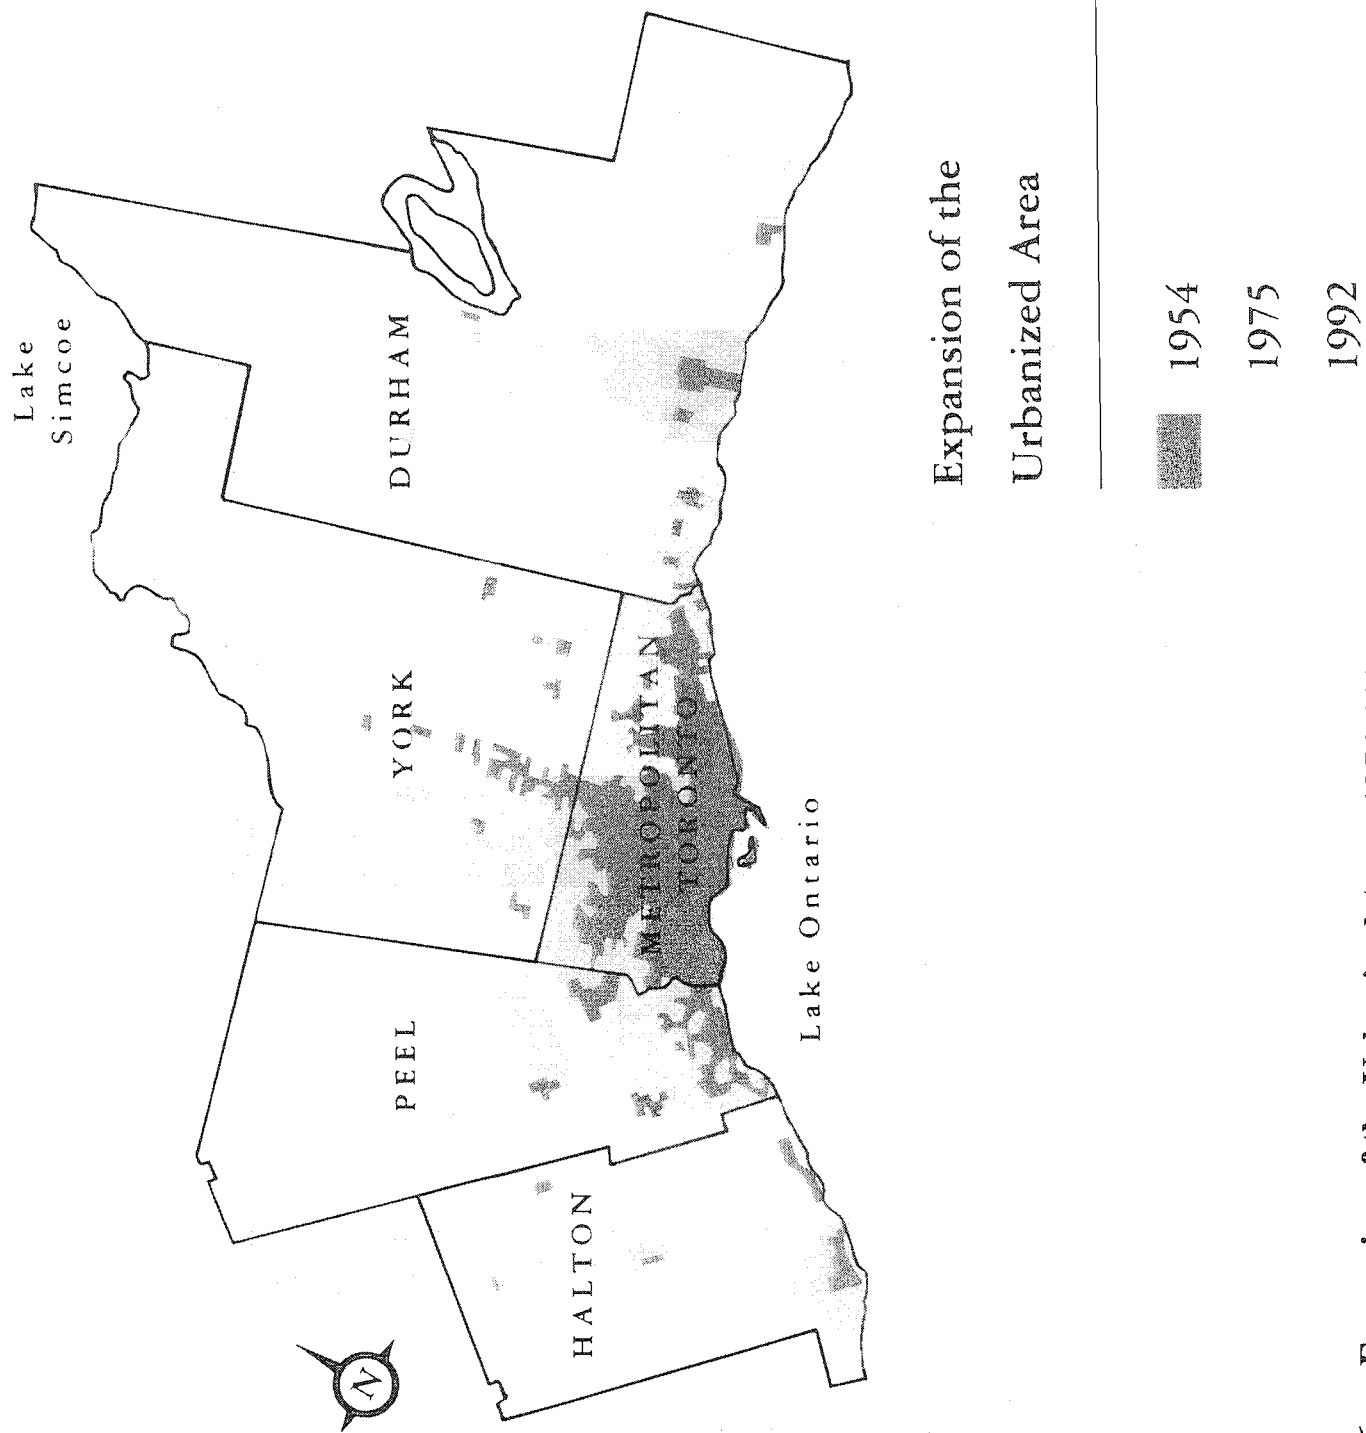 Lake
Simcoe
DURHAM
YORK
PEEL
HALTON
METROPOLITAN
TORONTO
Lake Ontario
N
Expansion of the
Urbanized Area
1954
1975
1992